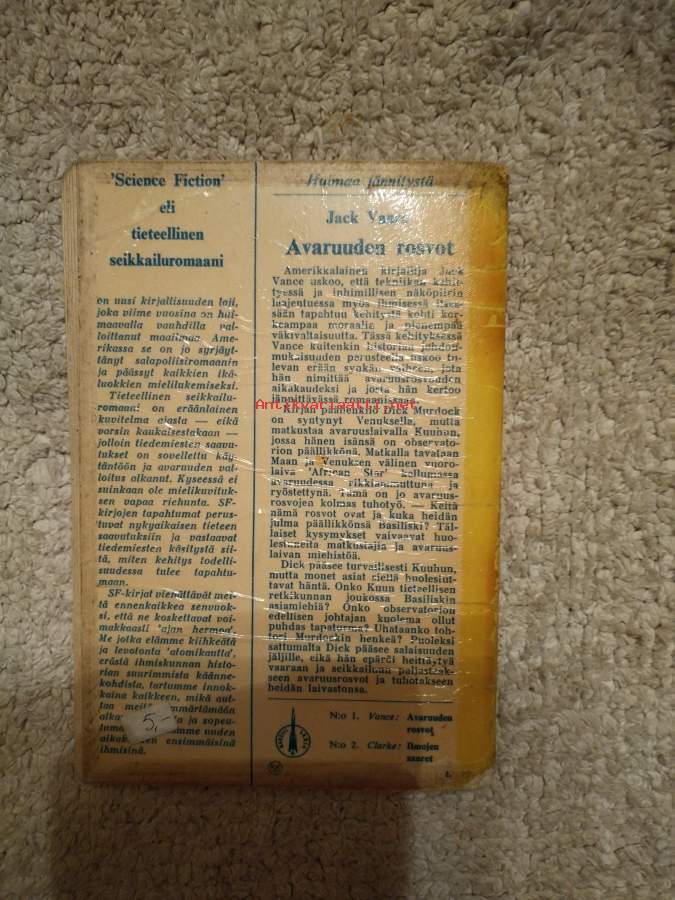 'Science Fiction'
eli
tieteellinen
seikkailuromaani
on uusi kirjallisuuden laji,
joka viime vuosina on hui-
maavalla vauhdilla val-
loittanut maailmaa. Ame-
rikassa se on jo syrjäyt-
tänyt salapoliisiromaanin
ja päässyt kaikkien ikä-
luokkien mielilukemiseksi.
Tieteellinen seikkailu-
romaani on eräänlainen
kuvitelma ajasta — eikä
varsin kaukaisestakaan —
jolloin tiedemiesten saavu-
tukset on sovellettu käy-
täntöön ja avaruuden val-
loitus alkanut. Kyseessä ei
suinkaan ole mielikuvituk-
sen vapaa riehunta. SF-
kirjojen tapahtumat perus-
tuvat nykyaikaisen tieteen
saavutuksiin ja vastaavat
tiedemiesten käsitystä sii-
tä, miten kehitys todelli-
suudessa tulee tapahtu-
maan.
SF-kirjat viehättävät mei-
tä ennenkaikkea senvuok-
si, että ne koskettavat voi-
makkaasti 'ajan hermoa'.
Me jotka elämme kiihkeätä
ja levotonta 'atomikautta',
erästä ihmiskunnan histo-
rian suurimmista käänne-
kohdista, tartumme innok-
kaina kaikkeen, mikä aut-
taa meitä ymmärtämään
ja sopeu-
uuden
ensimmäisinä
ihmisinä.
5,-
Huimaa jännitystä
Jack Vance
Avaruuden rosvot
Amerikkalainen kirjailija Jack
Vance uskoo, että tekniikan kehit-
tyessä ja inhimillisen näköpiirin
laajentuessa myös ihmisessä itses-
sään tapahtuu kehitystä kohti kor-
keampaa moraalia ja pienempää
väkivaltaisuutta. Tässä kehityksessä
Vance kuitenkin historian johdon-
mukaisuuden perusteella uskoo tu-
levan erään synkän vaiheen, jota
hän nimittää avaruusrosvouden
aikakaudeksi ja josta hän kertoo
jännittävässä romaanissaan.
Antikvariaatti.net
Kirjan päähenkilö Dick Murdock
on syntynyt Venuksella, mutta
matkustaa avaruuslaivalla Kuuhun,
jossa hänen isänsä on observato-
rion päällikkönä. Matkalla tavataan
Maan ja Venuksen välinen vuoro-
laiva 'African Star' kellumassa
avaruudessa rikkiammuttuna ja
ryöstettynä. Tämä on jo avaruus-
rosvojen kolmas tuhotyö. — Keitä
nämä rosvot ovat ja kuka heidän
julma päällikkönsä Basiliski? Täl-
laiset kysymykset vaivaavat huo-
lestuneita matkustajia ja avaruus-
laivan miehistöä.
Dick pääsee turvallisesti Kuuhun,
mutta monet asiat siellä huolestut-
tavat häntä. Onko Kuun tieteellisen
retkikunnan joukossa Basiliskin
asiamiehiä? Onko observatorion
edellisen johtajan kuolema ollut
puhdas tapaturma? Uhataanko toh-
tori Murdockin henkeä? Puoleksi
sattumalta Dick pääsee salaisuuden
jäljille, eikä hän epäröi heittäytyä
vaaraan ja seikkailuun paljastaak-
seen avaruusrosvot ja tuhotakseen
heidän laivastonsa.
N:o 1. Vance: Avaruuden
rosvot
N:o 2. Clarke: Ilmojen
saaret